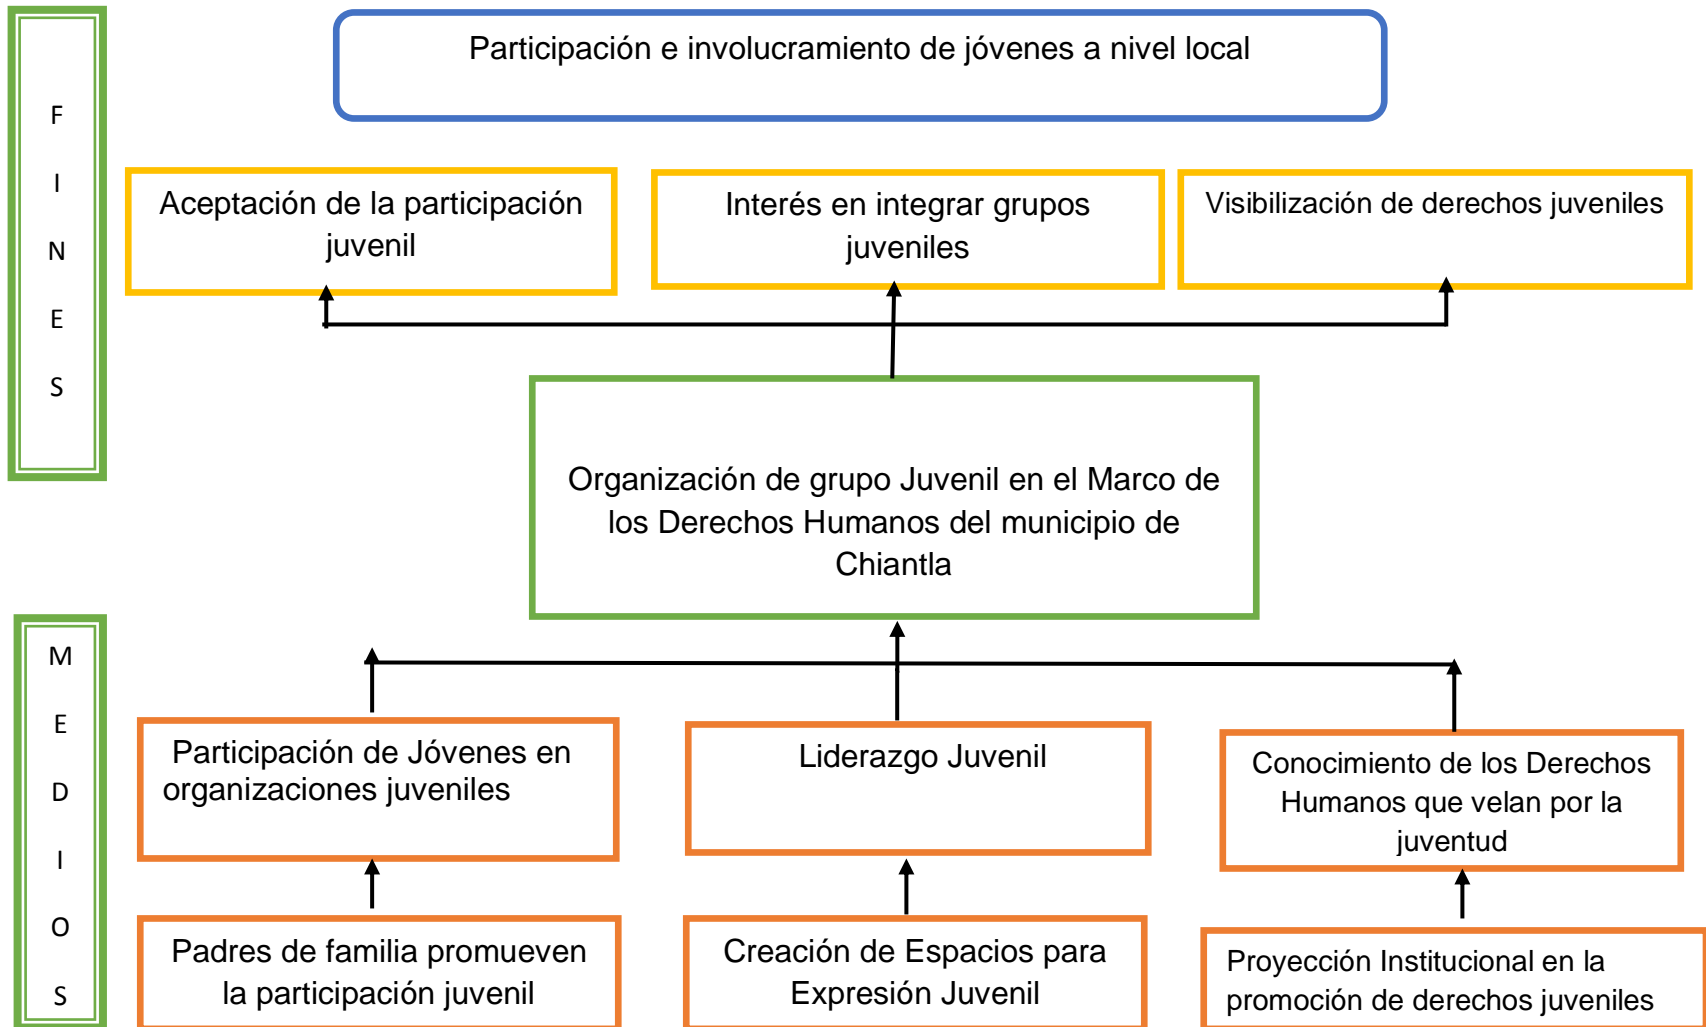 F
I
N
E
S
Participación e involucramiento de jóvenes a nivel local
Aceptación de la participación
juvenil
Interés en integrar grupos
juveniles
Visibilización de derechos juveniles
Organización de grupo Juvenil en el Marco de
los Derechos Humanos del municipio de
Chiantla
M
E
D
I
O
S
Participación de Jóvenes en
organizaciones juveniles
Liderazgo Juvenil
Conocimiento de los Derechos
Humanos que velan por la
juventud
Padres de familia promueven
la participación juvenil
Creación de Espacios para
Expresión Juvenil
Proyección Institucional en la
promoción de derechos juveniles